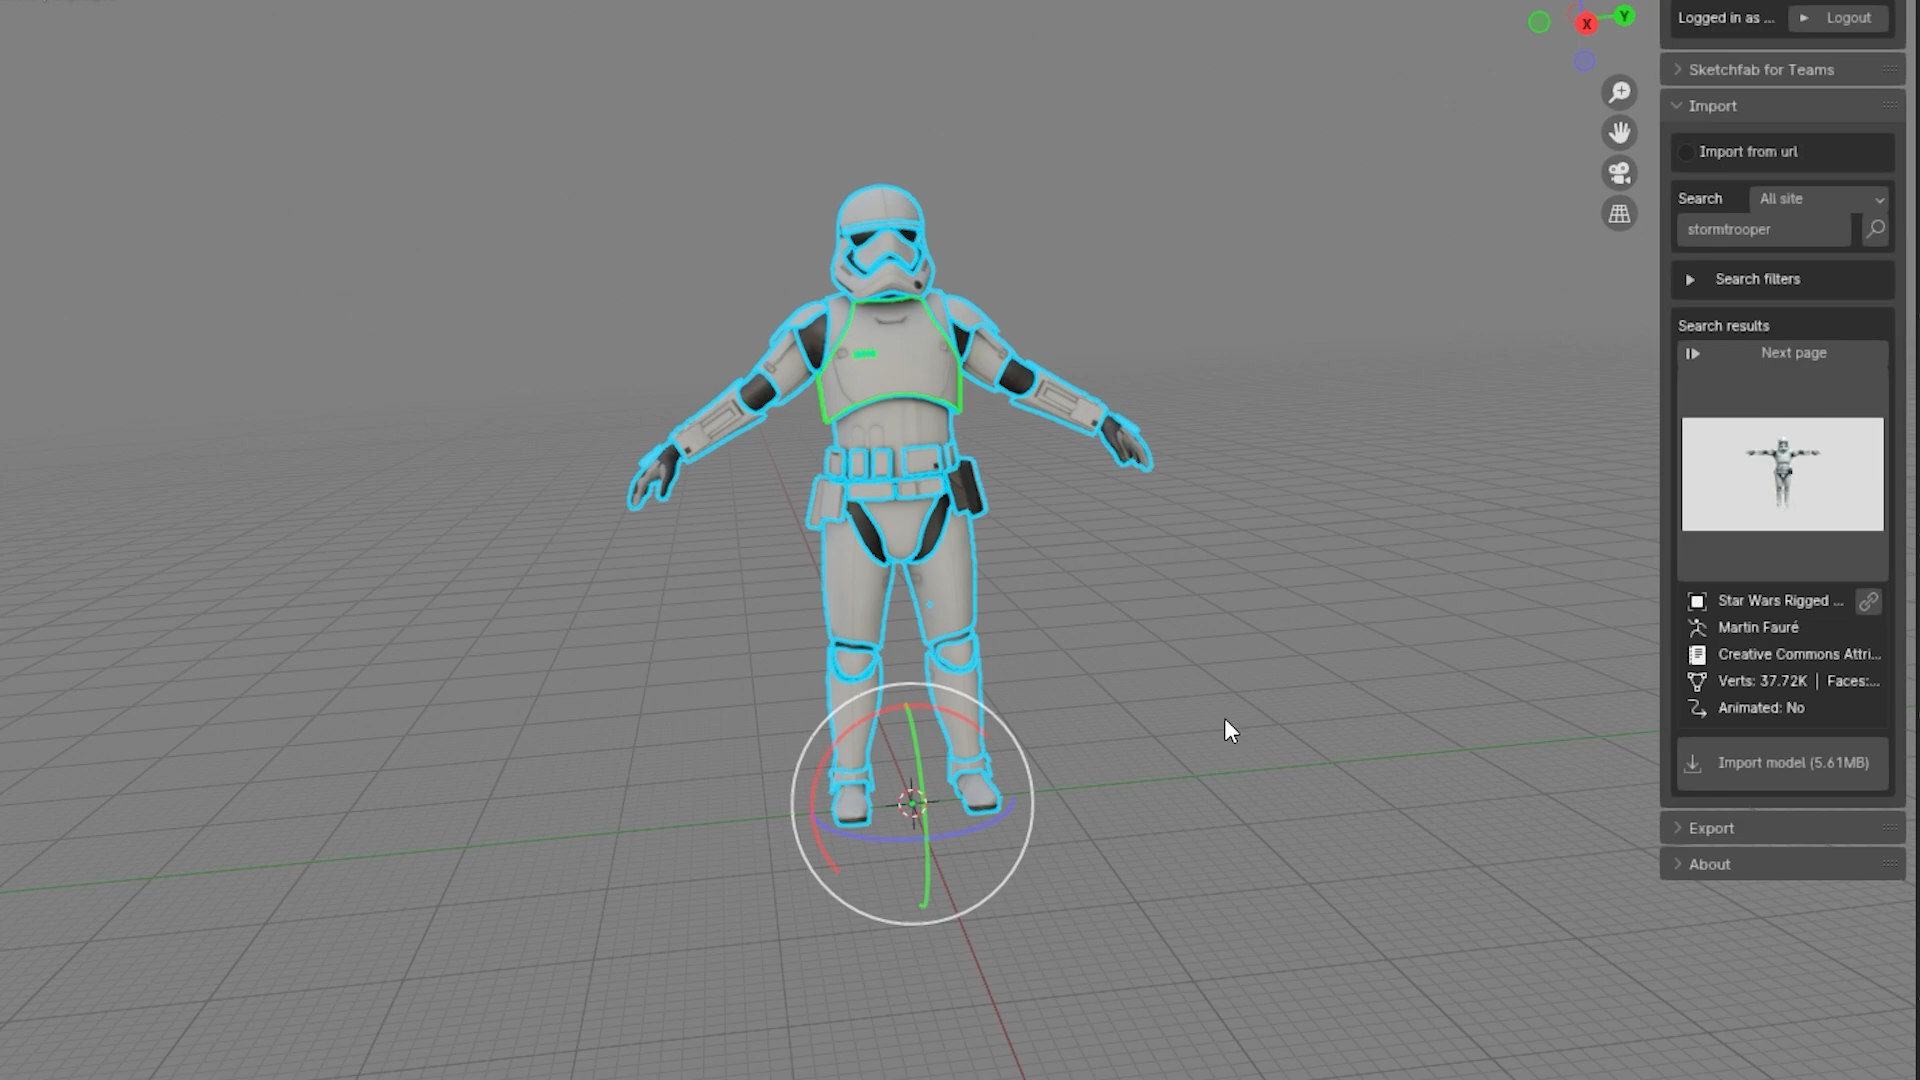 Logged in as ...
Logout
Y
X
Sketchfab for Teams
Import
Import from url
Search
All site
stormtrooper
Search filters
Search results
Next page
Star Wars Rigged ...
Martin Fauré
Creative Commons Attri...
Verts: 37.72K | Faces:...
Animated: No
Import model (5.61MB)
Export
About